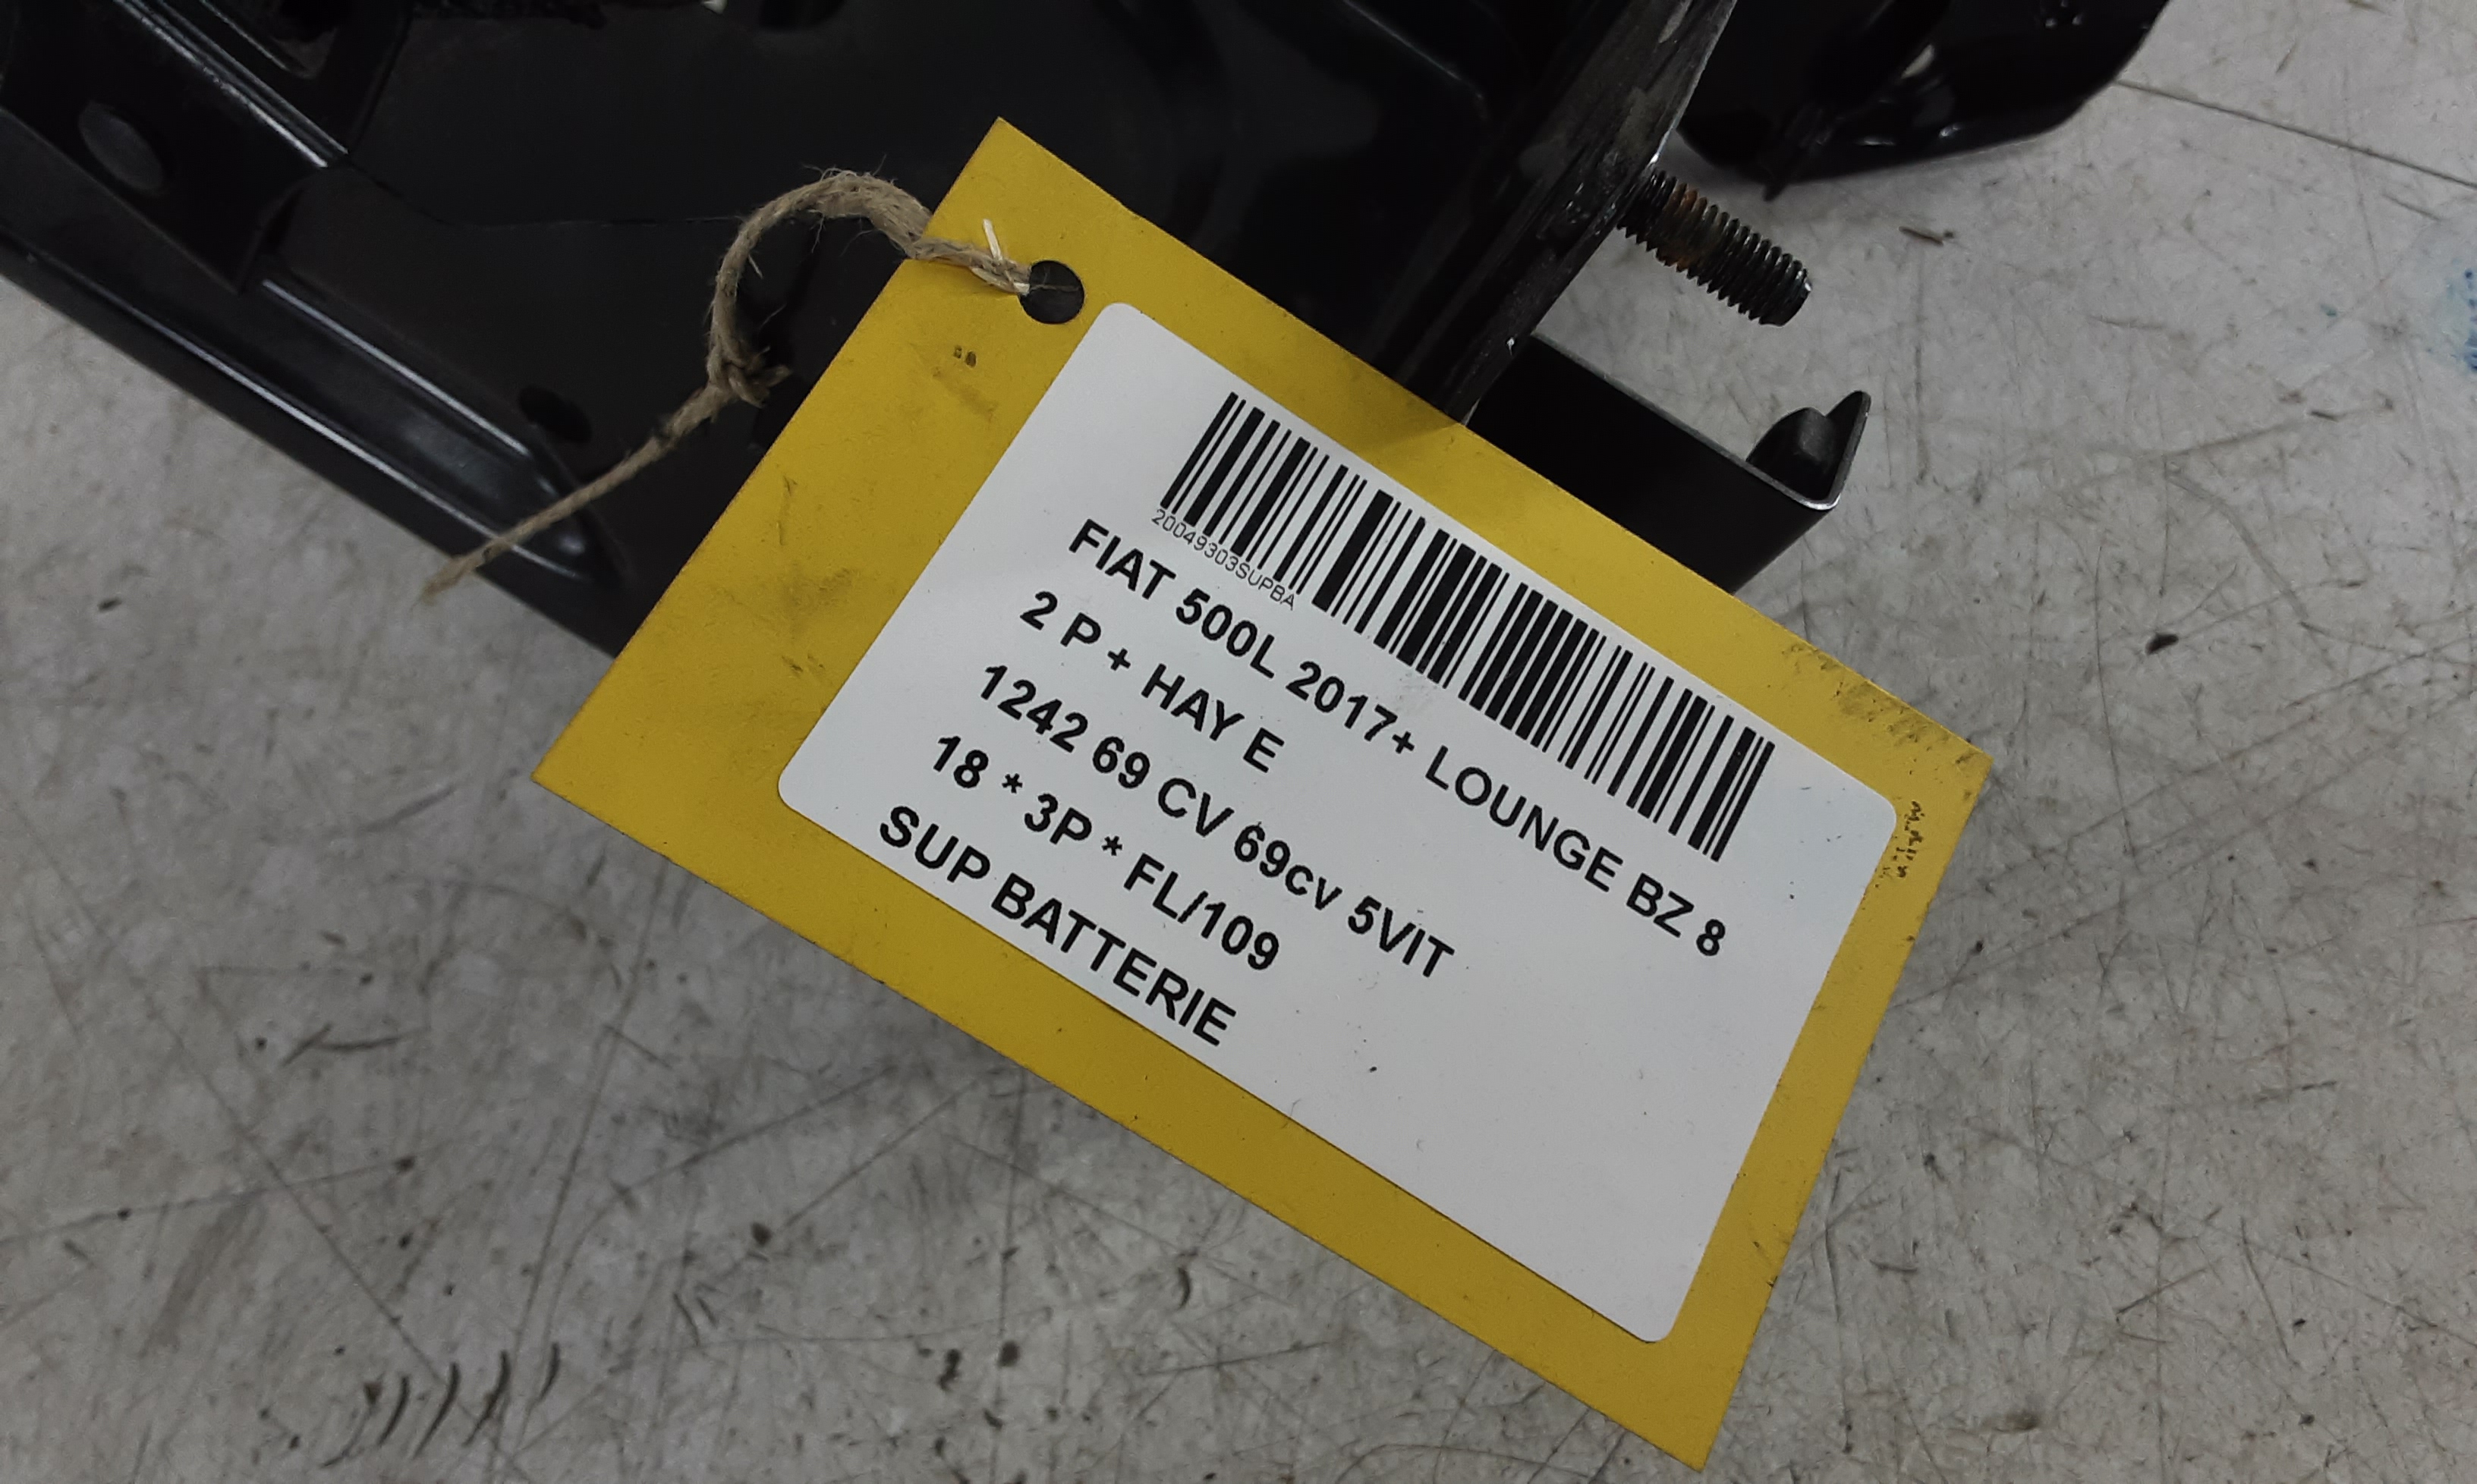 20049303SUPBA
FIAT 500L 2017+ LOUNGE BZ 8
2 P + HAY E
1242 69 CV 69cv 5VIT
18 * 3P * FL/109
SUP BATTERIE